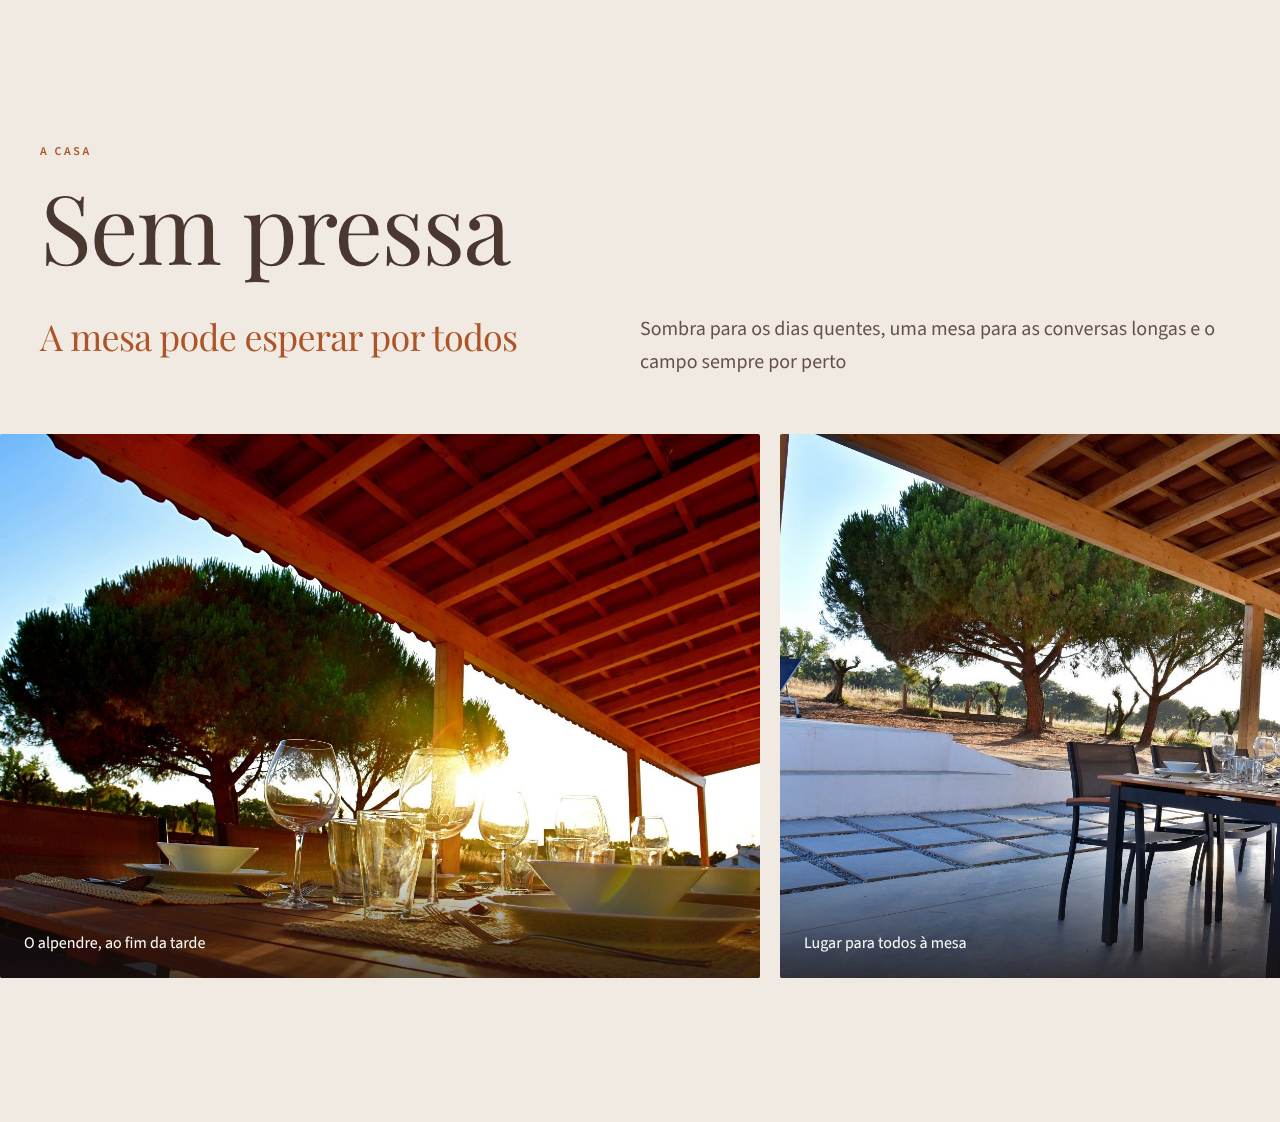 A CASA
Sem pressa
A mesa pode esperar por todos
Sombra para os dias quentes, uma mesa para as conversas longas e o
campo sempre por perto
O alpendre, ao fim da tarde
Lugar para todos à mesa